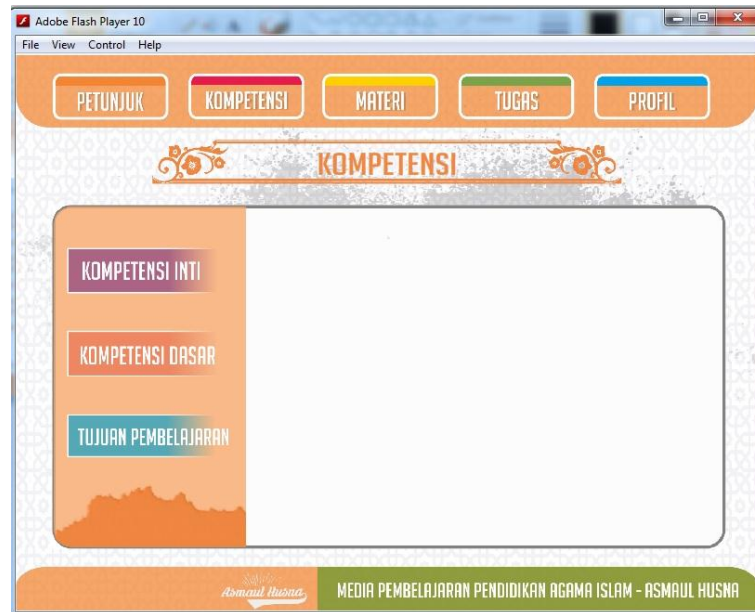 Adobe Flash Player 10
File View Control Help
PETUNJUK KOMPETENSI MATERI TUGAS PROFIL
KOMPETENSI
KOMPETENSI INTI
KOMPETENSI DASAR
TUJUAN PEMBELAJARAN
Asmaul Husna
MEDIA PEMBELAJARAN PENDIDIKAN AGAMA ISLAM - ASMAUL HUSNA